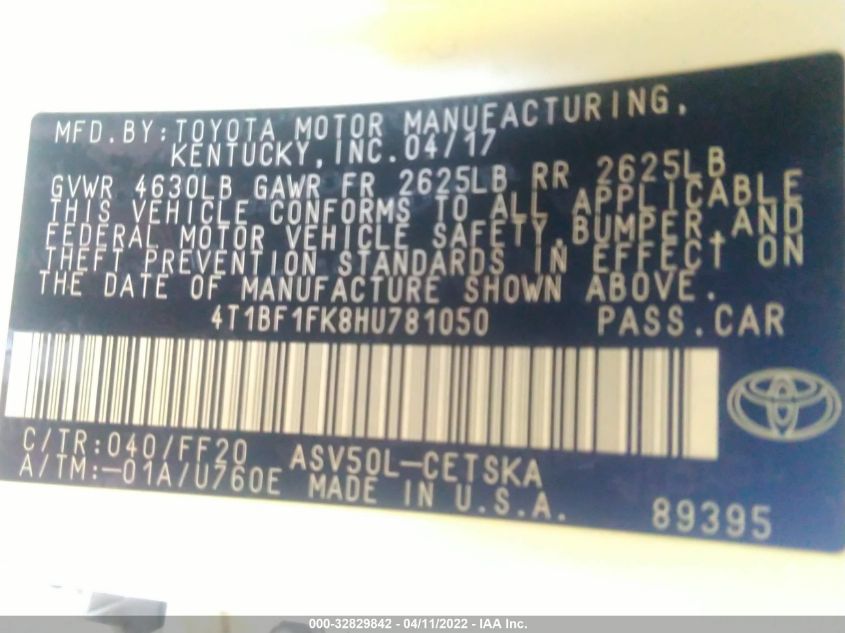 MFD.BY:TOYOTA MOTOR MANUFACTURING,
KENTUCKY,INC.04/17
GVWR 4630LB GAWR FR 2625LB RR 2625LB
THIS VEHICLE CONFORMS TO ALL APPLICABLE
FEDERAL MOTOR VEHICLE SAFETY,BUMPER,AND
THEFT PREVENTION STANDARDS IN EFFECT ON
THE DATE OF MANUFACTURE SHOWN ABOVE.
4T1BF1FK8HU781050 PASS.CAR
C/TR:040/FF20 ASV50L-CETSKA
A/TM:-01A/U760E MADE IN U.S.A.
89395
000-32829842 - 04/11/2022 - IAA Inc.